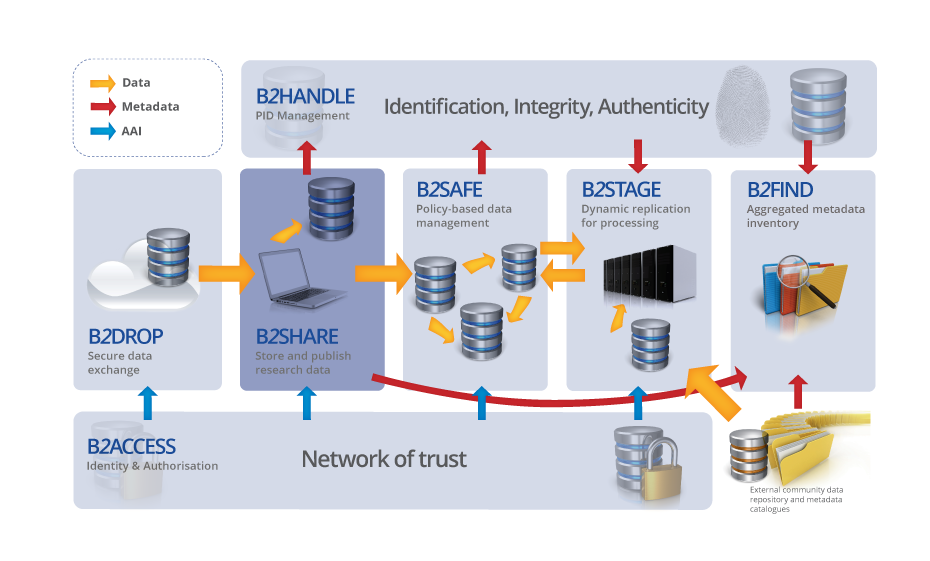 Data
Metadata
AAI
B2HANDLE
PID Management
Identification, Integrity, Authenticity
B2DROP
Secure data
exchange
B2SHARE
Store and publish
research data
B2SAFE
Policy-based data
management
B2STAGE
Dynamic replication
for processing
B2FIND
Aggregated metadata
inventory
B2ACCESS
Identity & Authorisation
Network of trust
External community data
repository and metadata
catalogues